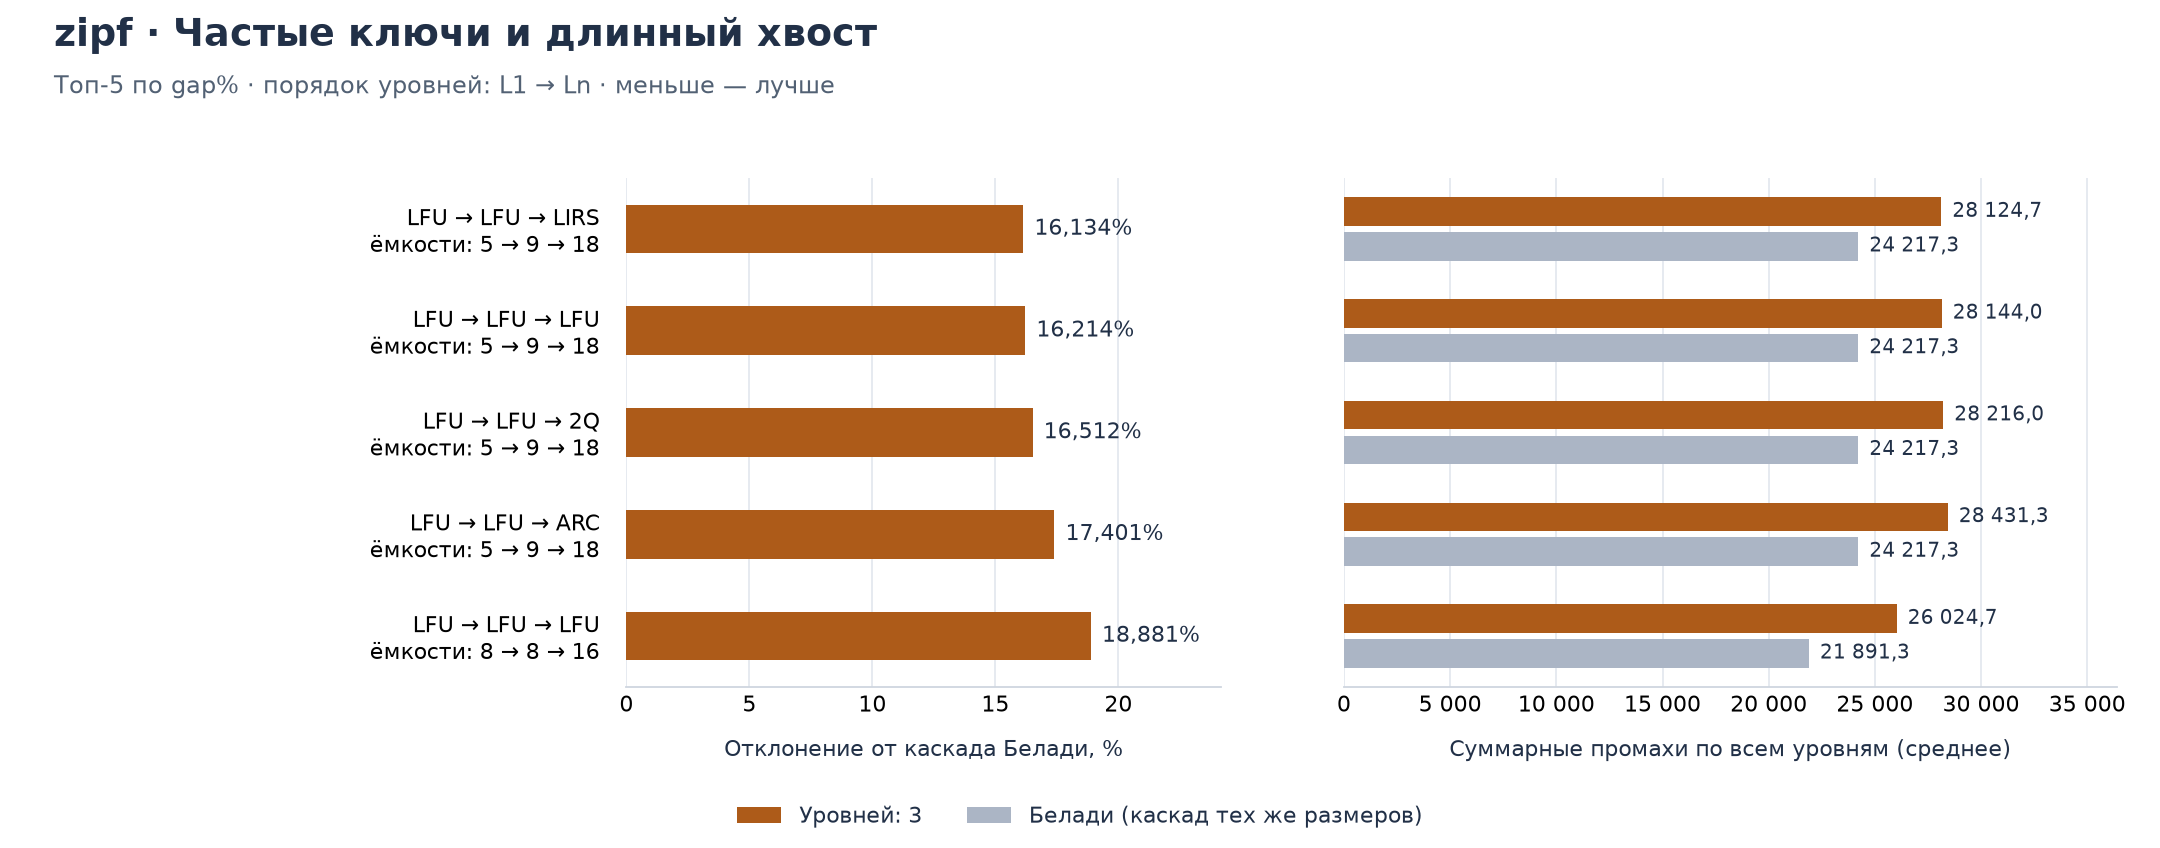 zipf · Частые ключи и длинный хвост
Топ-5 по gap% · порядок уровней: L1 → Ln · меньше — лучше
LFU → LFU → LIRS
ёмкости: 5 → 9 → 18
16,134%
28 124,7
24 217,3
LFU → LFU → LFU
ёмкости: 5 → 9 → 18
16,214%
28 144,0
24 217,3
LFU → LFU → 2Q
ёмкости: 5 → 9 → 18
16,512%
28 216,0
24 217,3
LFU → LFU → ARC
ёмкости: 5 → 9 → 18
17,401%
28 431,3
24 217,3
LFU → LFU → LFU
ёмкости: 8 → 8 → 16
18,881%
26 024,7
21 891,3
0 5 10 15 20
0 5 000 10 000 15 000 20 000 25 000 30 000 35 000
Отклонение от каскада Белади, %
Суммарные промахи по всем уровням (среднее)
Уровней: 3
Белади (каскад тех же размеров)